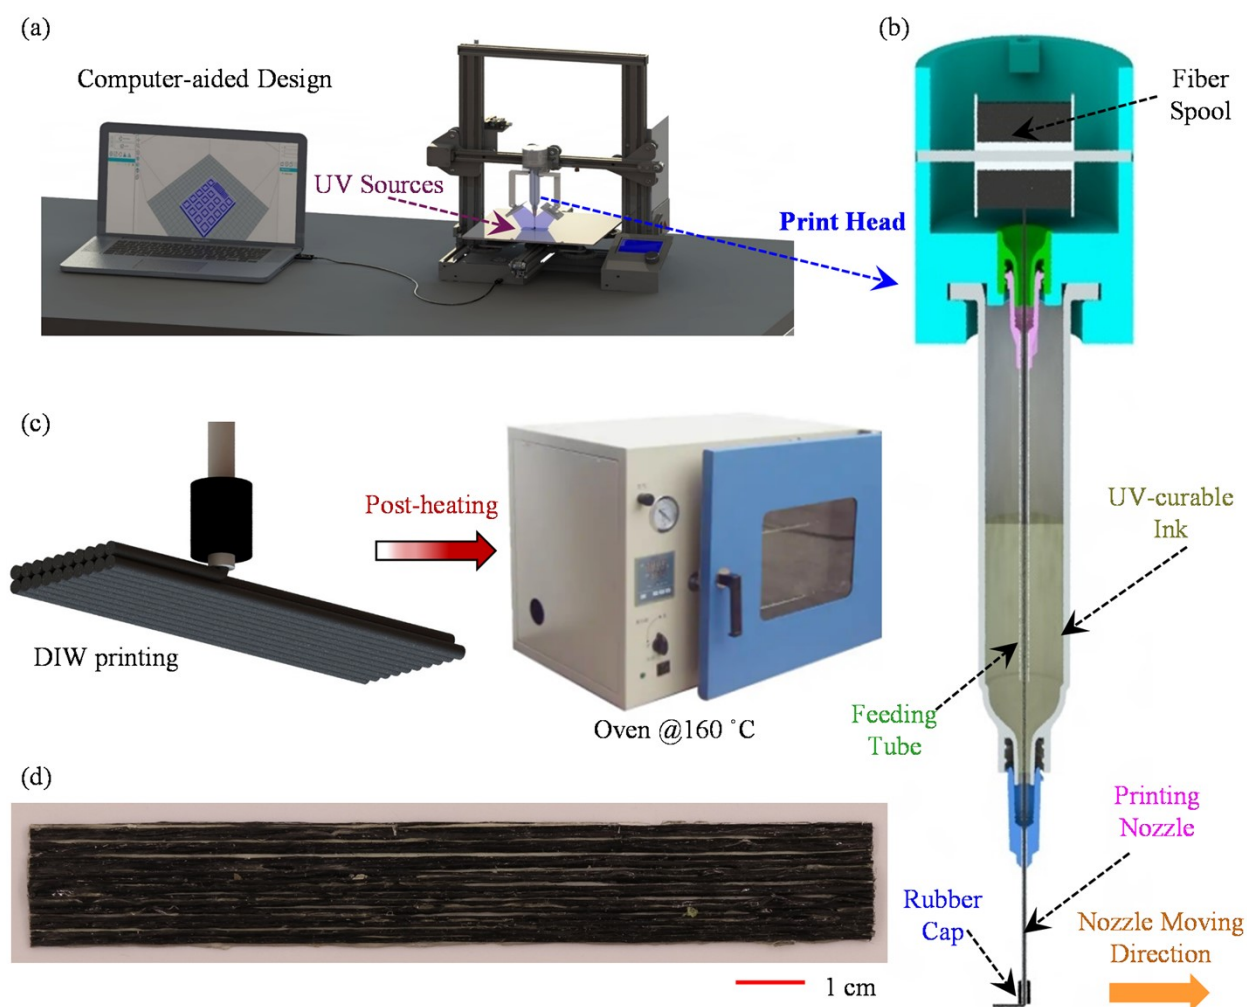 (a)
Computer-aided Design
UV Sources
Print Head
(b)
Fiber
Spool
UV-curable
Ink
Feeding
Tube
Printing
Nozzle
Rubber
Cap
Nozzle Moving
Direction
(c)
Post-heating
DIW printing
Oven @160 ˚C
(d)
1 cm